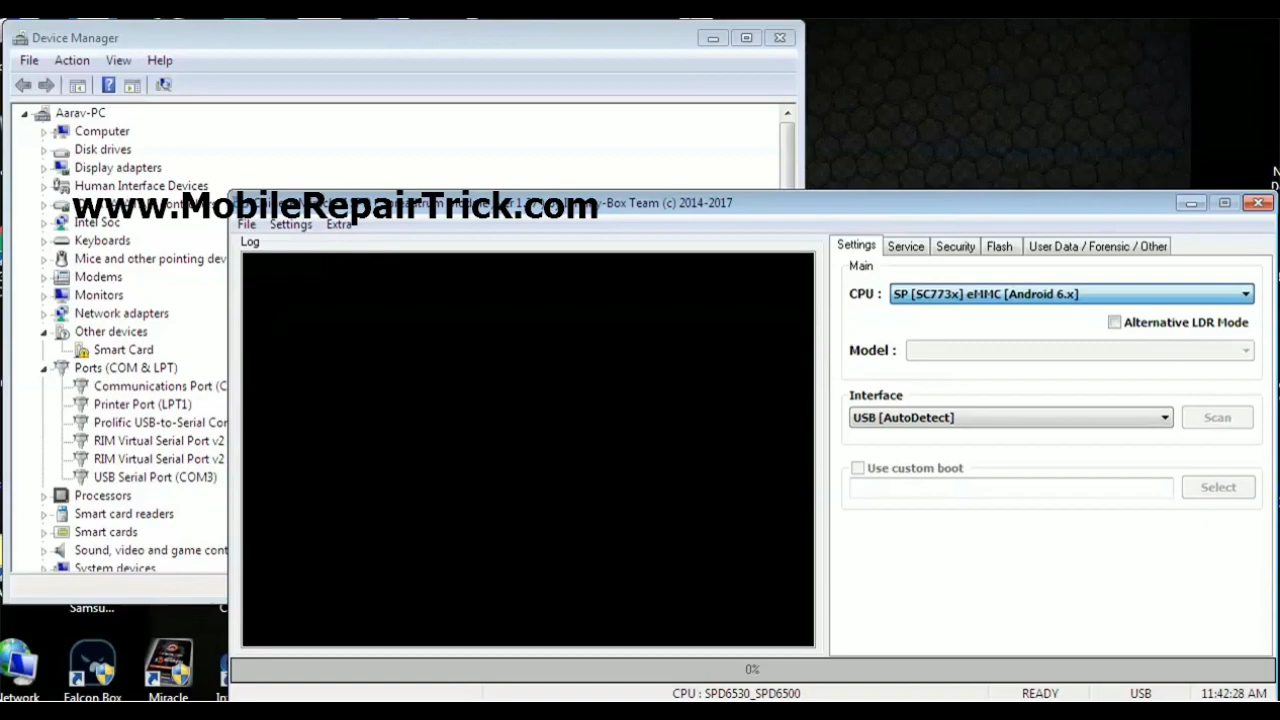 Device Manager
File Action View Help
Aarav-PC
Computer
Disk drives
Display adapters
Human Interface Devices
www.MobileRepairTrick.com
Box Team (c) 2014-2017
Intel Soc
Keyboards
Mice and other pointing dev
Modems
Monitors
Network adapters
Other devices
Smart Card
Ports (COM & LPT)
Communications Port (C
Printer Port (LPT1)
Prolific USB-to-Serial Cor
RIM Virtual Serial Port v2
RIM Virtual Serial Port v2
USB Serial Port (COM3)
Processors
Smart card readers
Smart cards
Sound, video and game cont
System devices
File Settings Extra
Log
Settings Service Security Flash User Data / Forensic / Other
Main
CPU : SP [SC773x] eMMC [Android 6.x]
Alternative LDR Mode
Model :
Interface
USB [AutoDetect] Scan
Use custom boot
Select
0%
CPU : SPD6530_SPD6500 READY USB 11:42:28 AM
Samsu...
Network
Falcon Box
Miracle